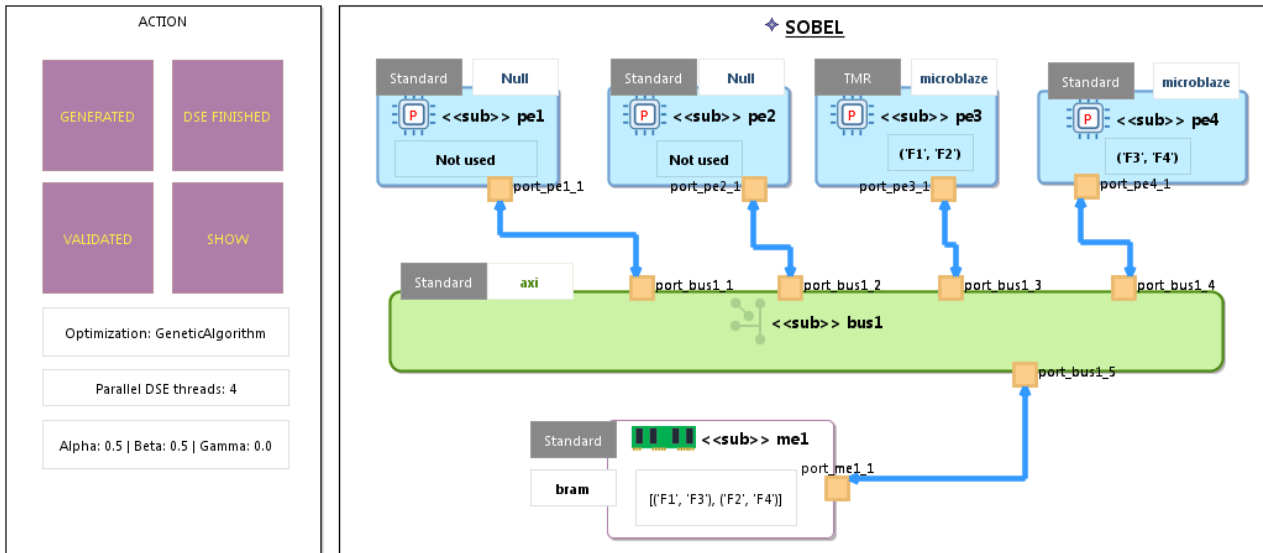 ACTION
GENERATED
DSE FINISHED
VALIDATED
SHOW
Optimization: GeneticAlgorithm
Parallel DSE threads: 4
Alpha: 0.5 | Beta: 0.5 | Gamma: 0.0
SOBEL
Standard
Null
<<sub>> pe1
P
Not used
port_pe1_1
Standard
Null
<<sub>> pe2
P
Not used
port_pe2_1
TMR
microblaze
<<sub>> pe3
P
('F1', 'F2')
port_pe3_1
Standard
microblaze
<<sub>> pe4
P
('F3', 'F4')
port_pe4_1
Standard
axi
port_bus1_1
port_bus1_2
port_bus1_3
port_bus1_4
<<sub>> bus1
port_bus1_5
Standard
<<sub>> me1
bram
port_me1_1
[('F1', 'F3'), ('F2', 'F4')]